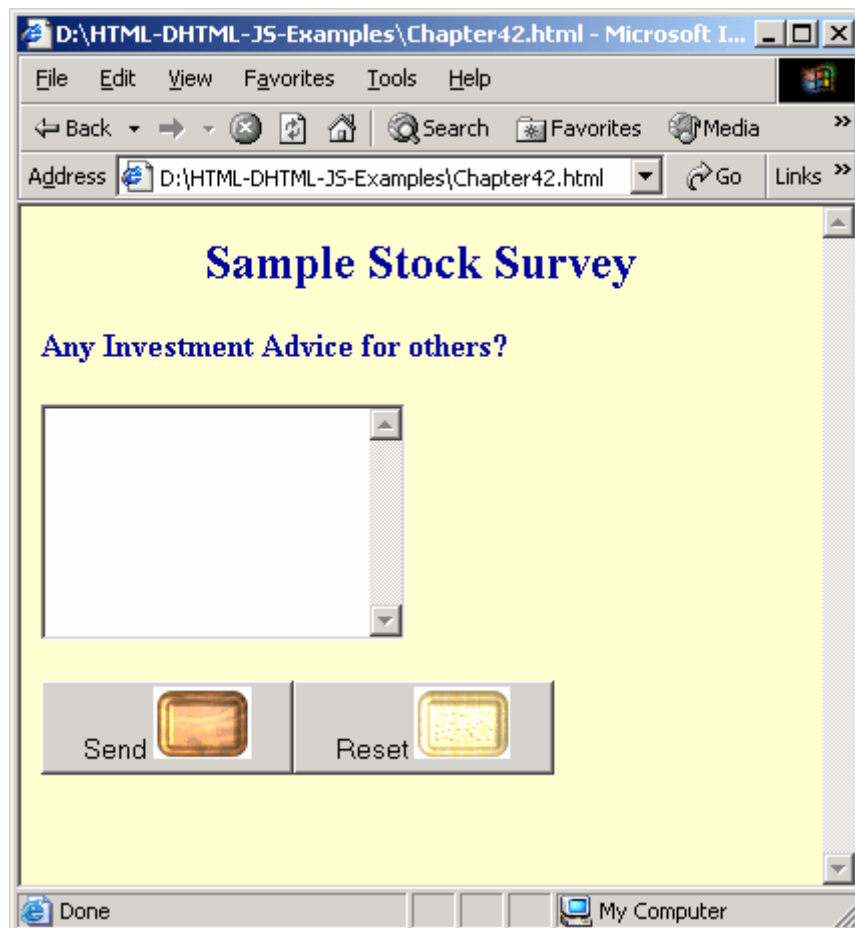 D:\HTML-DHTML-JS-Examples\Chapter42.html - Microsoft I...
File Edit View Favorites Tools Help
Back Search Favorites Media »
Address D:\HTML-DHTML-JS-Examples\Chapter42.html Go Links »
Sample Stock Survey
Any Investment Advice for others?
Send Reset
Done My Computer